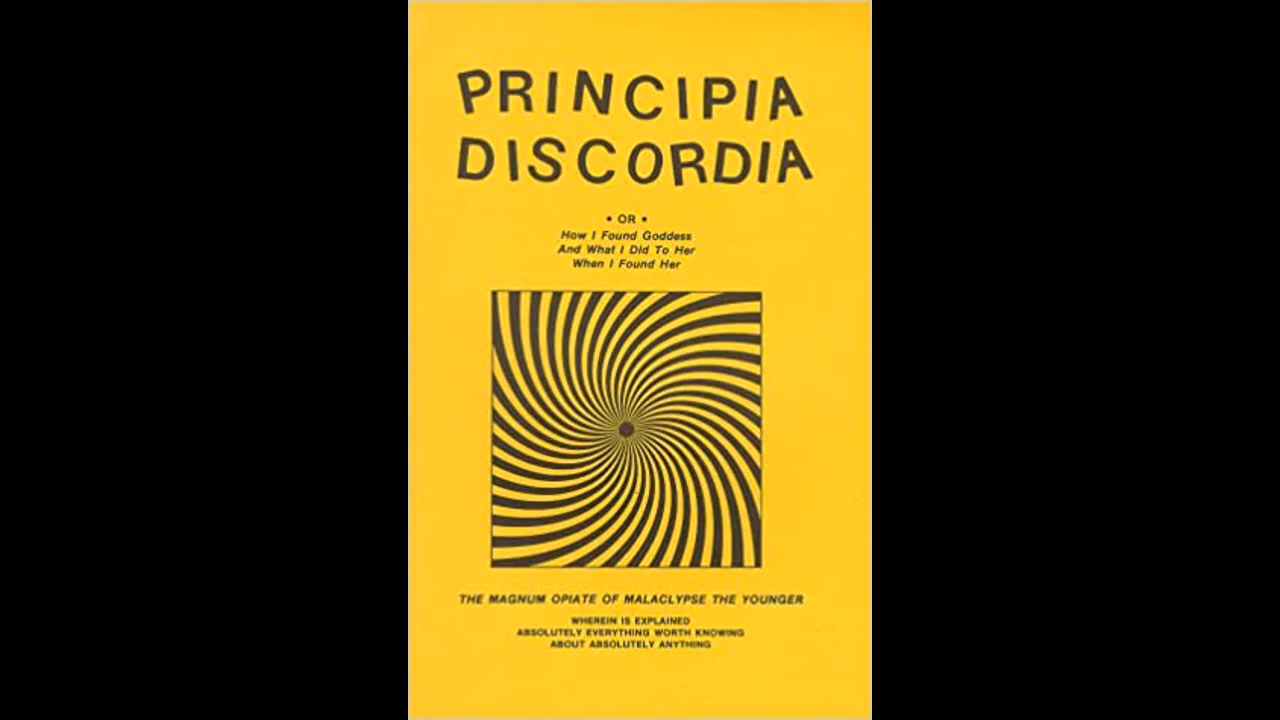 PRINCIPIA
DISCORDIA
• OR •
How I Found Goddess
And What I Did To Her
When I Found Her
THE MAGNUM OPIATE OF MALACLYPSE THE YOUNGER
WHEREIN IS EXPLAINED
ABSOLUTELY EVERYTHING WORTH KNOWING
ABOUT ABSOLUTELY ANYTHING